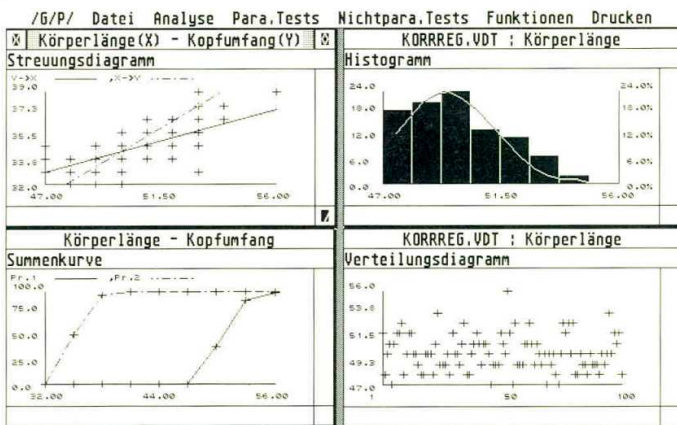 /G/P/ Datei Analyse Para.Tests Nichtpara.Tests Funktionen Drucken
Körperlänge(X) - Kopfumfang(Y)
Streuungsdiagramm
Y->X ,X->Y
39.0
37.3
35.5
33.8
32.0
47.00 51.50 56.00
KORRREG.VDT : Körperlänge
Histogramm
24.0 24.0%
18.0 18.0%
12.0 12.0%
6.0 6.0%
0.0 0.0%
47.00 51.50 56.00
Körperlänge - Kopfumfang
Summenkurve
Pr.1 ,Pr.2
100.0
75.0
50.0
25.0
0.0
32.00 44.00 56.00
KORRREG.VDT : Körperlänge
Verteilungsdiagramm
56.0
53.8
51.5
49.3
47.0
1 50 100